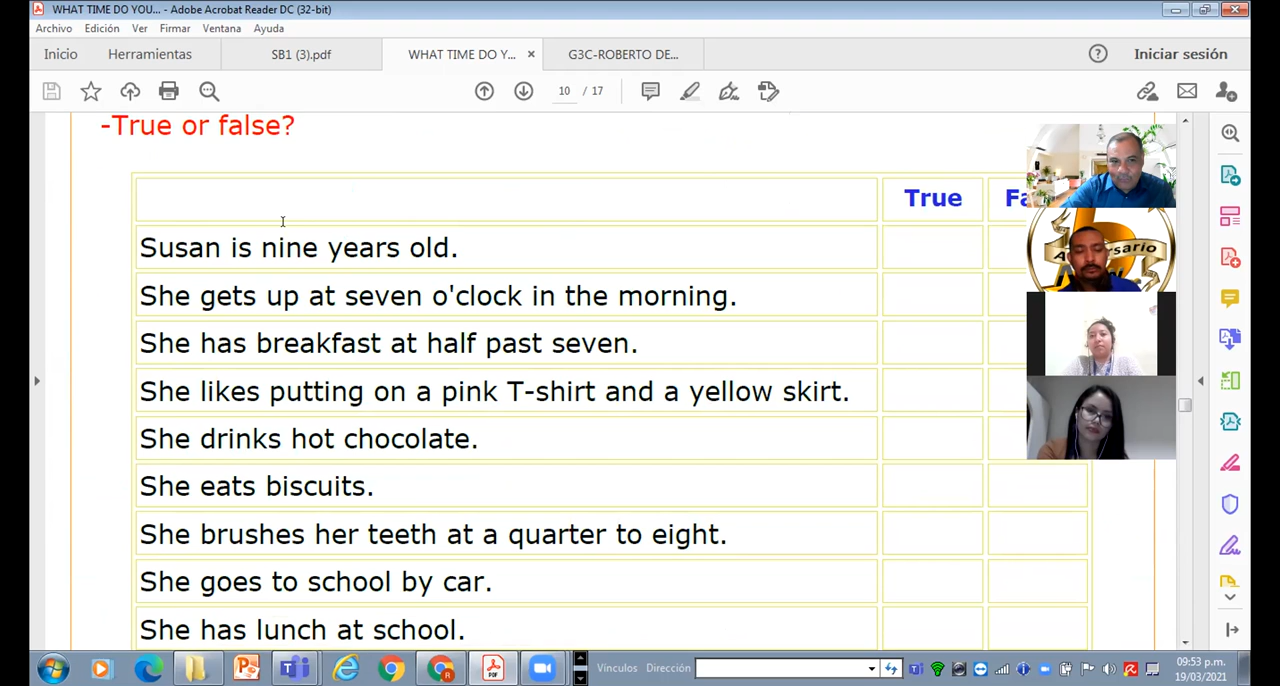 WHAT TIME DO YOU... - Adobe Acrobat Reader DC (32-bit)
Archivo Edición Ver Firmar Ventana Ayuda
Inicio Herramientas SB1 (3).pdf WHAT TIME DO Y... × G3C-ROBERTO DE... Iniciar sesión
10 / 17
-True or false?
True Fa
Susan is nine years old.
She gets up at seven o'clock in the morning.
She has breakfast at half past seven.
She likes putting on a pink T-shirt and a yellow skirt.
She drinks hot chocolate.
She eats biscuits.
She brushes her teeth at a quarter to eight.
She goes to school by car.
She has lunch at school.
Vínculos Dirección
09:53 p.m.
19/03/2021